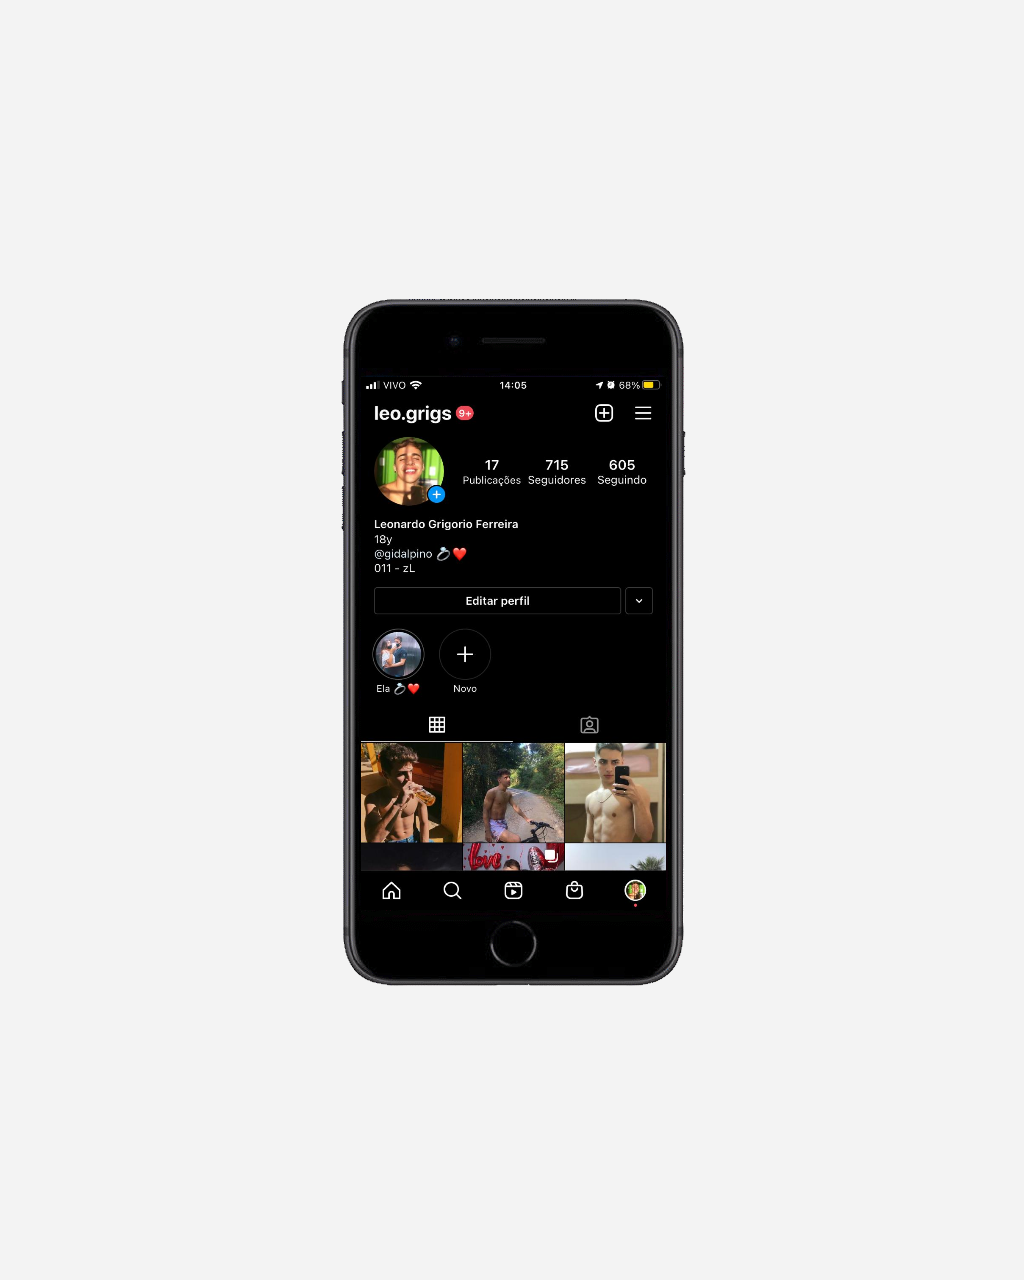 VIVO 14:05 68%
leo.grigs 9+
17 715 605
Publicações Seguidores Seguindo
Leonardo Grigorio Ferreira
18y
@gidalpino 💍❤️
011 - zL
Editar perfil
Ela 💍❤️ Novo
Love